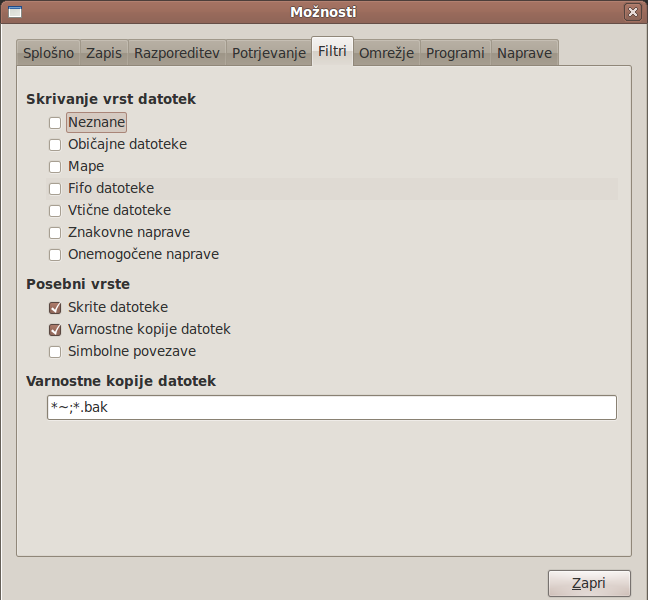 Možnosti
Splošno Zapis Razporeditev Potrjevanje Filtri Omrežje Programi Naprave
Skrivanje vrst datotek
Neznane
Običajne datoteke
Mape
Fifo datoteke
Vtične datoteke
Znakovne naprave
Onemogočene naprave
Posebni vrste
Skrite datoteke
Varnostne kopije datotek
Simbolne povezave
Varnostne kopije datotek
*~;*.bak
Zapri